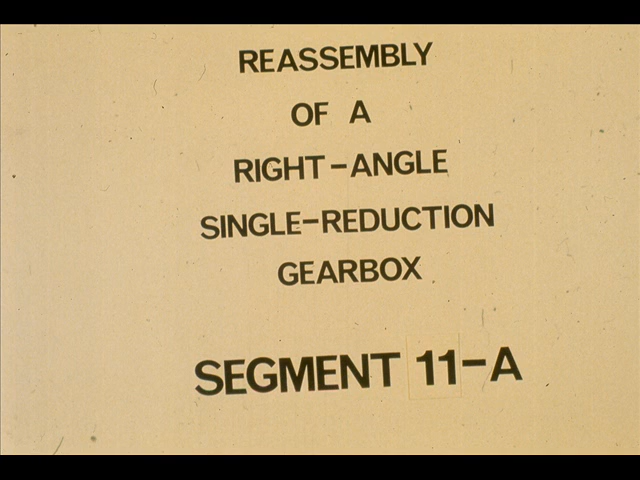 REASSEMBLY
OF A
RIGHT-ANGLE
SINGLE-REDUCTION
GEARBOX
SEGMENT 11-A